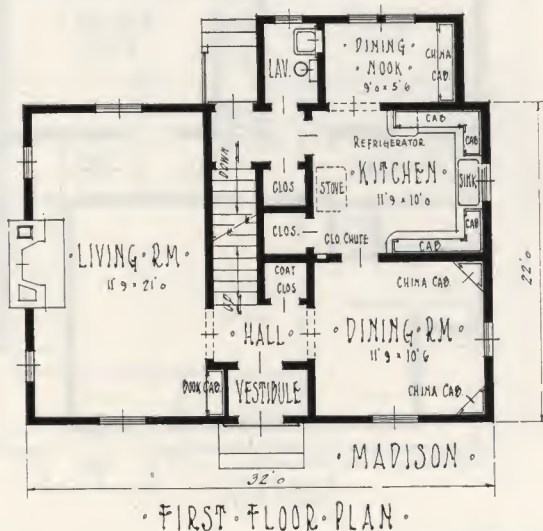 LAV.
· DINING ·
· NOOK ·
9'0 x 5'6
CHINA
CAB.
DOWN
REFRIGERATOR
CAB
CAB
· KITCHEN ·
11'9 x 10'0
STOVE
SINK
CLOS
CLOS.
CLO. CHUTE
CAB
CAB.
· LIVING · RM ·
11'9 x 21'0
UP
COAT
CLOS
· HALL ·
CHINA CAB.
· DINING · RM ·
11'9 x 10'6
22'0
BOOK CAB.
VESTIBULE
CHINA CAB
· MADISON ·
32'0
· FIRST · FLOOR · PLAN ·